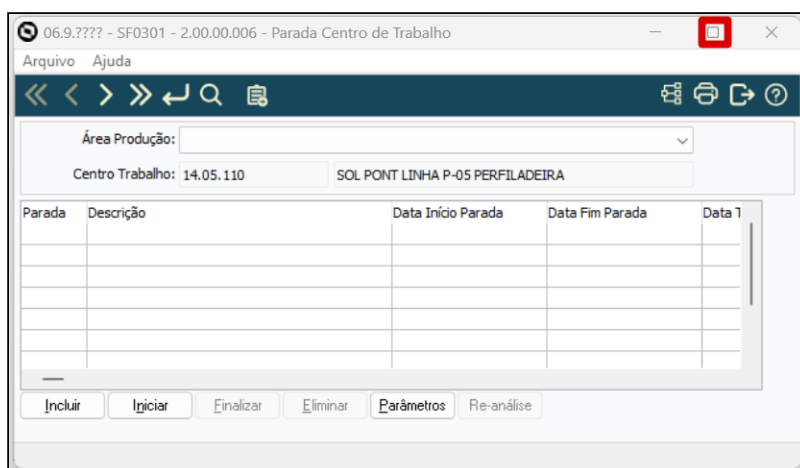 06.9.???? - SF0301 - 2.00.00.006 - Parada Centro de Trabalho
Arquivo Ajuda
Área Produção:
Centro Trabalho: 14.05.110 SOL PONT LINHA P-05 PERFILADEIRA
Parada Descrição Data Início Parada Data Fim Parada Data T
Incluir Iniciar Finalizar Eliminar Parâmetros Re-análise